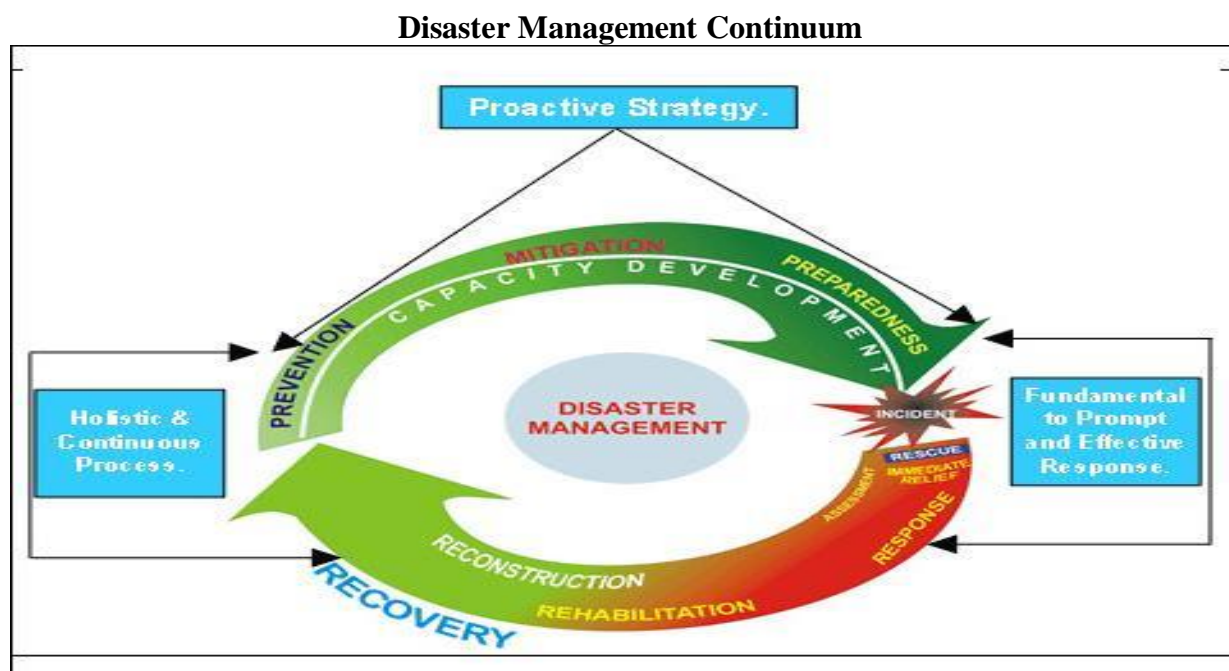 Disaster Management Continuum
Proactive Strategy.
MITIGATION
CAPACITY DEVELOPMENT
PREPAREDNESS
PREVENTION
Holistic &
Continuous
Process.
DISASTER
MANAGEMENT
INCIDENT
Fundamental
to Prompt
and Effective
Response.
RESCUE
IMMEDIATE
RELIEF
ASSESSMENT
RESPONSE
RECONSTRUCTION
REHABILITATION
RECOVERY